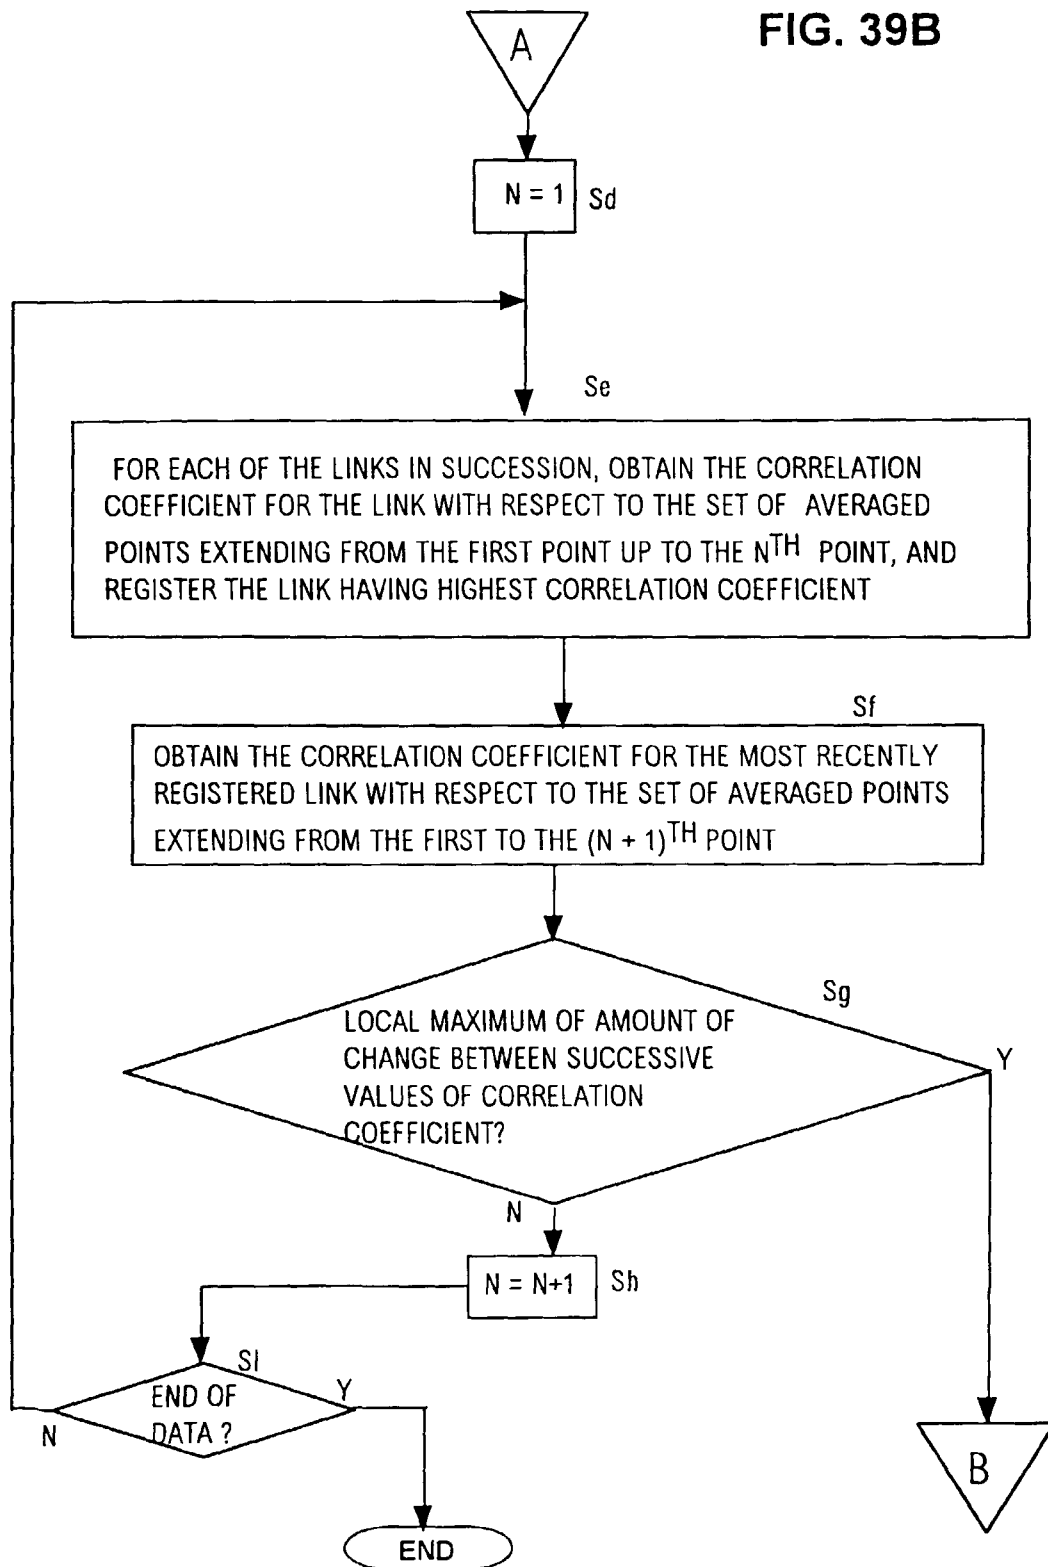 FIG. 39B
A
N = 1
Sd
Se
FOR EACH OF THE LINKS IN SUCCESSION, OBTAIN THE CORRELATION
COEFFICIENT FOR THE LINK WITH RESPECT TO THE SET OF AVERAGED
POINTS EXTENDING FROM THE FIRST POINT UP TO THE NTH POINT, AND
REGISTER THE LINK HAVING HIGHEST CORRELATION COEFFICIENT
Sf
OBTAIN THE CORRELATION COEFFICIENT FOR THE MOST RECENTLY
REGISTERED LINK WITH RESPECT TO THE SET OF AVERAGED POINTS
EXTENDING FROM THE FIRST TO THE (N + 1)TH POINT
Sg
LOCAL MAXIMUM OF AMOUNT OF
CHANGE BETWEEN SUCCESSIVE
VALUES OF CORRELATION
COEFFICIENT?
Y
N
N = N+1
Sh
SI
END OF
DATA ?
Y
N
B
END